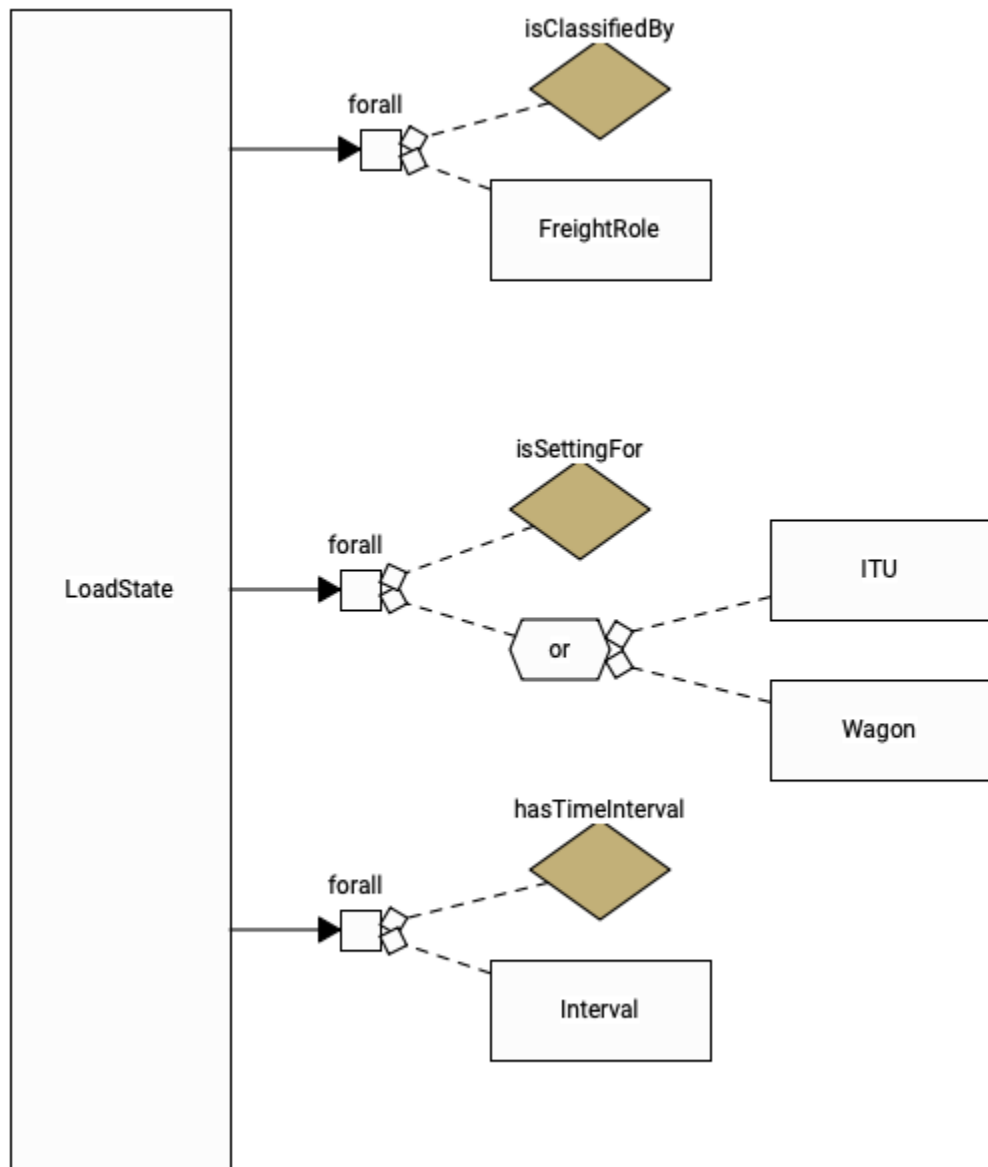 isClassifiedBy
forall
FreightRole
isSettingFor
forall
ITU
LoadState
or
Wagon
hasTimeInterval
forall
Interval